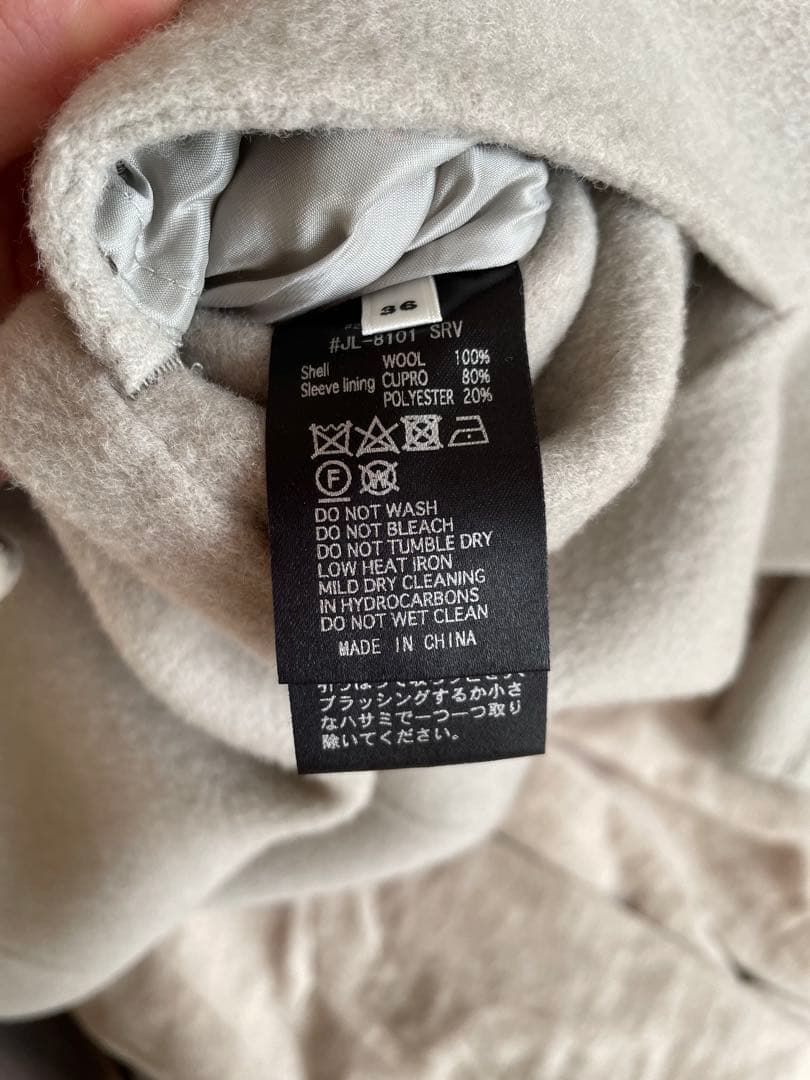 36
#JL-8101 SRV
Shell WOOL 100%
Sleeve lining CUPRO 80%
POLYESTER 20%
F
W
DO NOT WASH
DO NOT BLEACH
DO NOT TUMBLE DRY
LOW HEAT IRON
MILD DRY CLEANING
IN HYDROCARBONS
DO NOT WET CLEAN
MADE IN CHINA
ブラッシングするか小さ
なハサミで一つ一つ取り
除いてください。